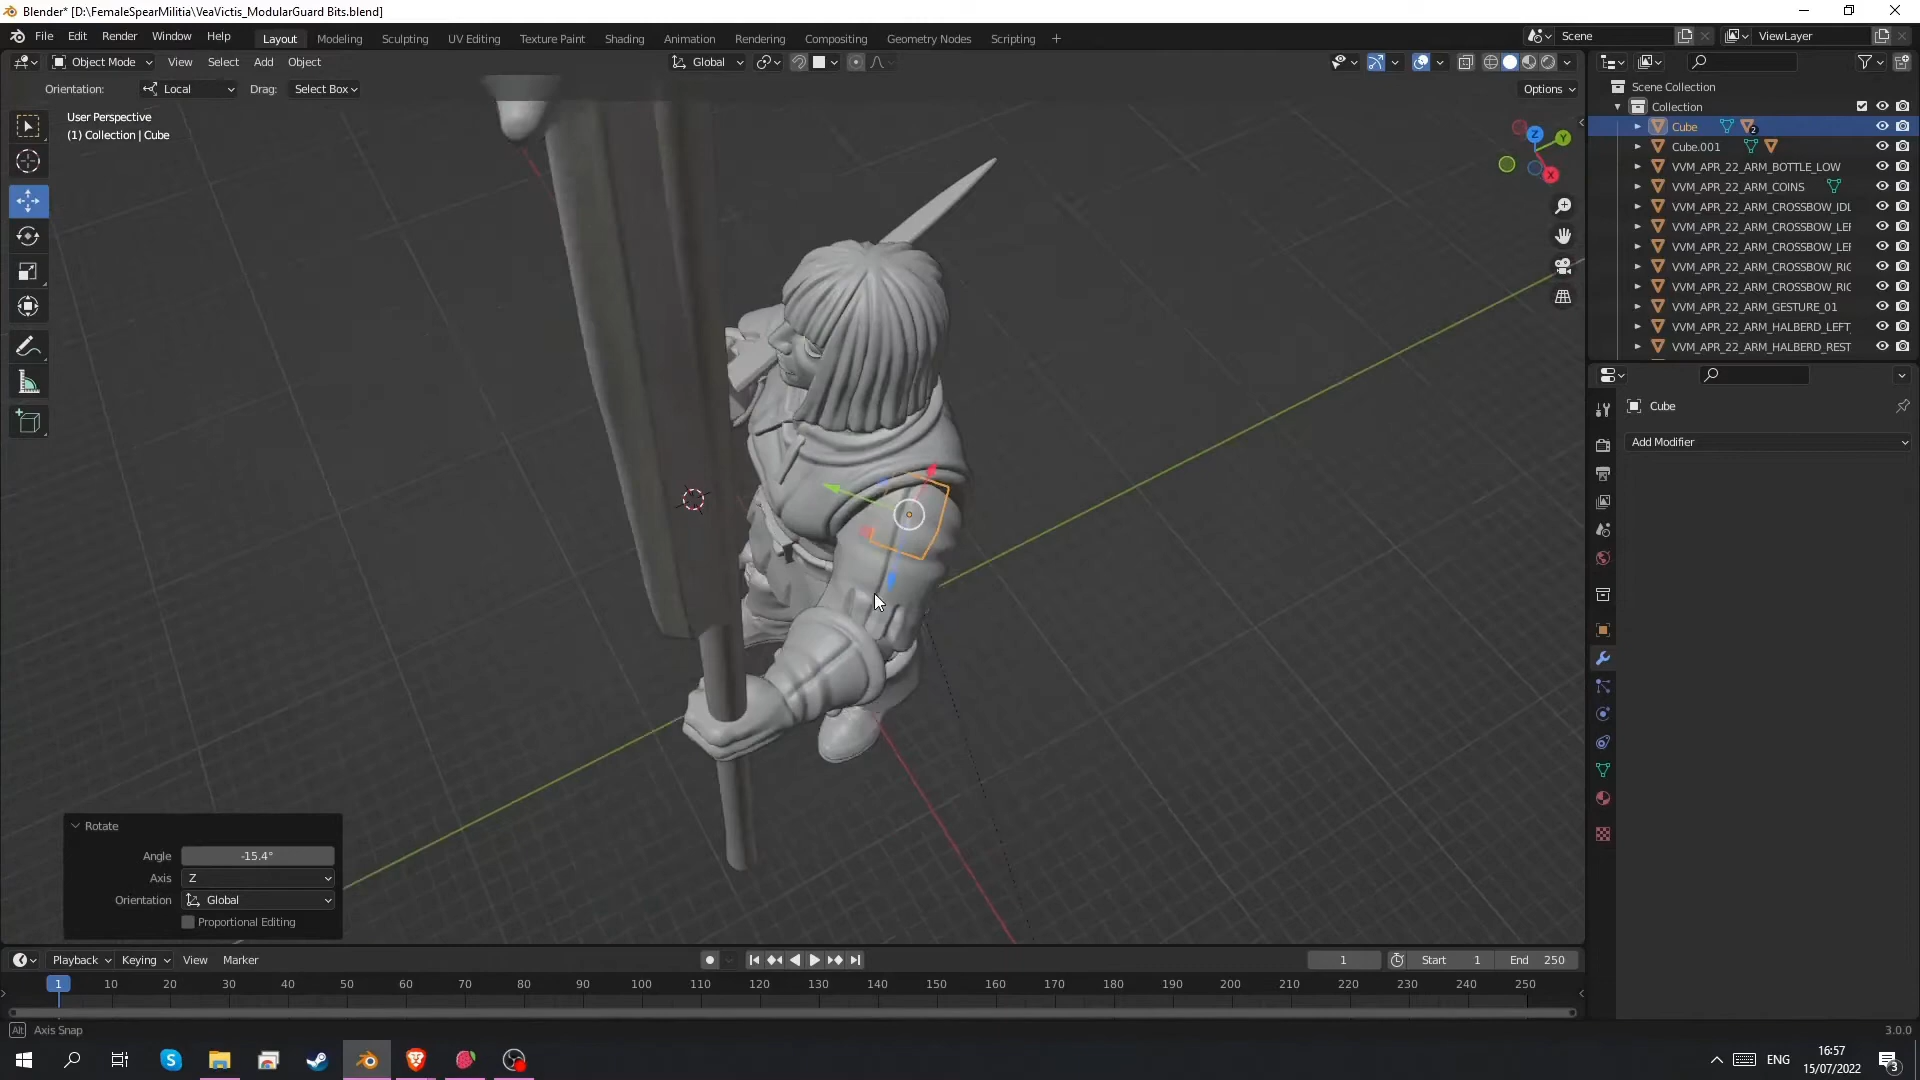 Blender* [D:\FemaleSpearMilitia\VeaVictis_ModularGuard Bits.blend]
File Edit Render Window Help Layout Modeling Sculpting UV Editing Texture Paint Shading Animation Rendering Compositing Geometry Nodes Scripting + Scene ViewLayer
Object Mode View Select Add Object Global
Orientation: Local Drag: Select Box Options
User Perspective
(1) Collection | Cube
Z
Y
X
Scene Collection
Collection
Cube 2
Cube.001
VVM_APR_22_ARM_BOTTLE_LOW
VVM_APR_22_ARM_COINS
VVM_APR_22_ARM_CROSSBOW_IDL
VVM_APR_22_ARM_CROSSBOW_LEF
VVM_APR_22_ARM_CROSSBOW_LEF
VVM_APR_22_ARM_CROSSBOW_RIG
VVM_APR_22_ARM_CROSSBOW_RIG
VVM_APR_22_ARM_GESTURE_01
VVM_APR_22_ARM_HALBERD_LEFT_
VVM_APR_22_ARM_HALBERD_REST
Cube
Add Modifier
Rotate
Angle -15.4°
Axis Z
Orientation Global
Proportional Editing
Playback Keying View Marker 1 Start 1 End 250
1 10 20 30 40 50 60 70 80 90 100 110 120 130 140 150 160 170 180 190 200 210 220 230 240 250
Alt Axis Snap 3.0.0
ENG 16:57
15/07/2022 3